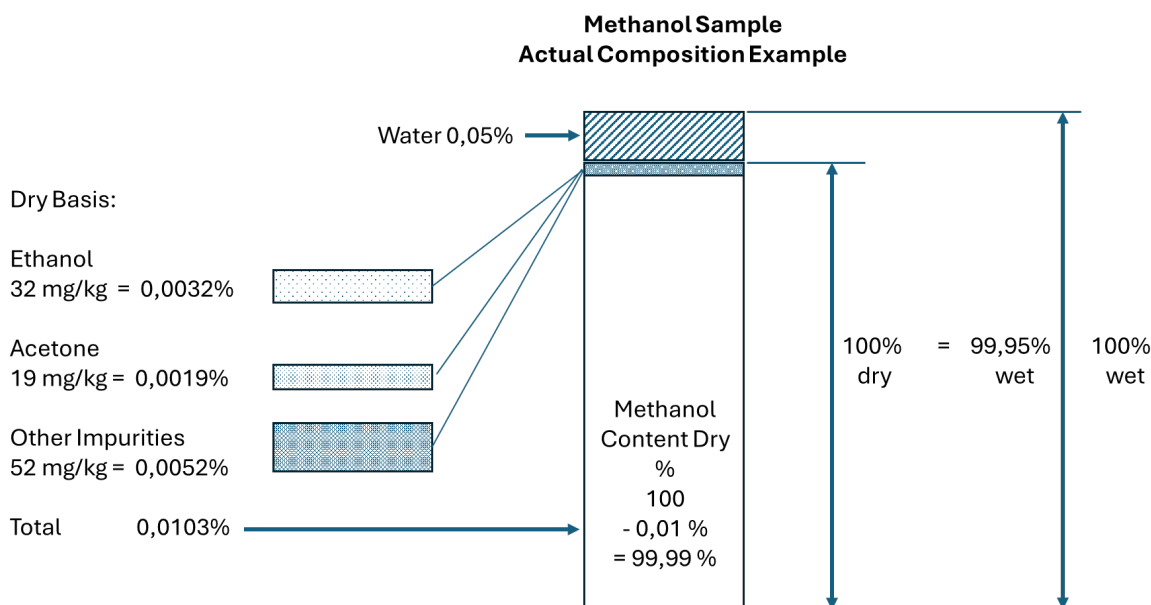 Methanol Sample
Actual Composition Example
Water 0,05%
Dry Basis:
Ethanol
32 mg/kg = 0,0032%
Acetone
19 mg/kg = 0,0019%
Other Impurities
52 mg/kg = 0,0052%
Total 0,0103%
Methanol
Content Dry
%
100
- 0,01 %
= 99,99 %
100% = 99,95% 100%
dry wet wet